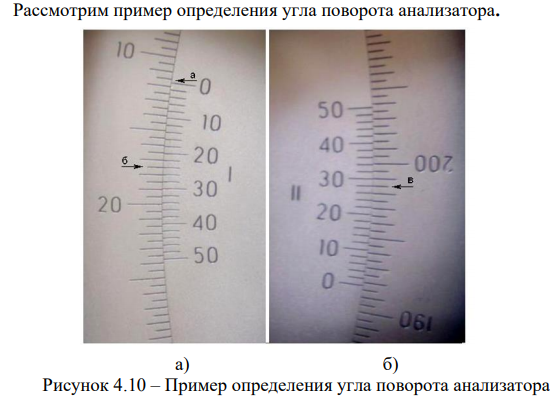 Рассмотрим пример определения угла поворота анализатора.
10
а
0
10
20
б
30
I
20
40
50
50
40
200
30
в
II
20
10
0
190
а)
б)
Рисунок 4.10 – Пример определения угла поворота анализатора